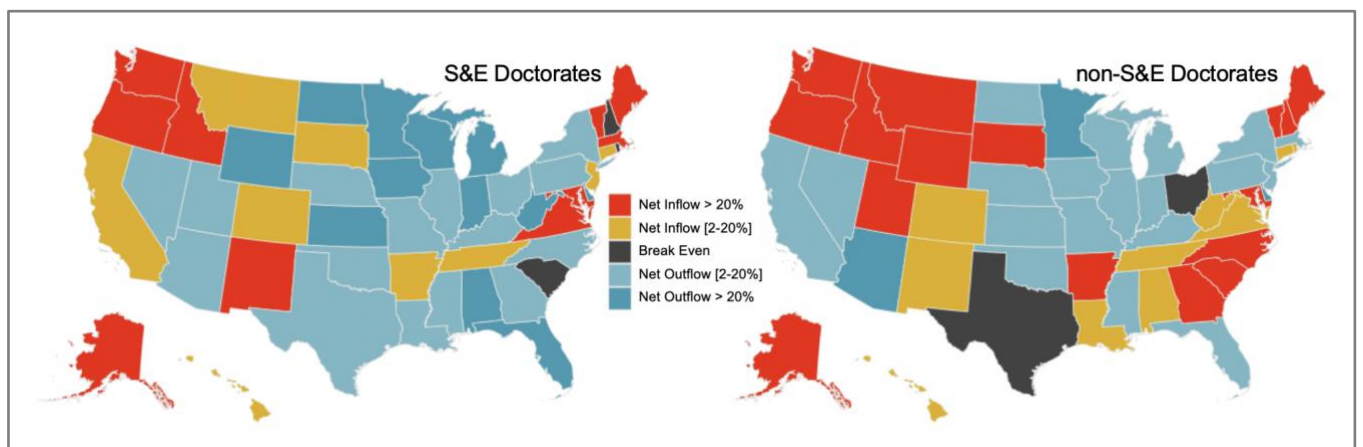 S&E Doctorates
non-S&E Doctorates
Net Inflow > 20%
Net Inflow [2-20%]
Break Even
Net Outflow [2-20%]
Net Outflow > 20%